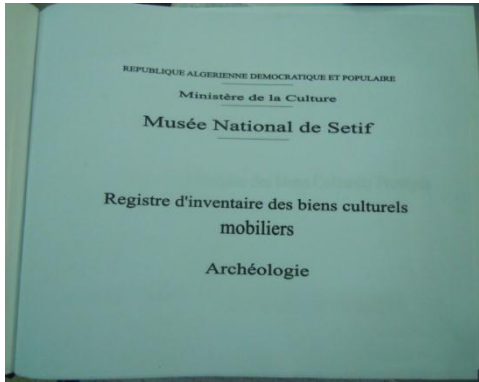 REPUBLIQUE ALGERIENNE DEMOCRATIQUE ET POPULAIRE
Ministère de la Culture
Musée National de Setif
Registre d'inventaire des biens culturels
mobiliers
Archéologie